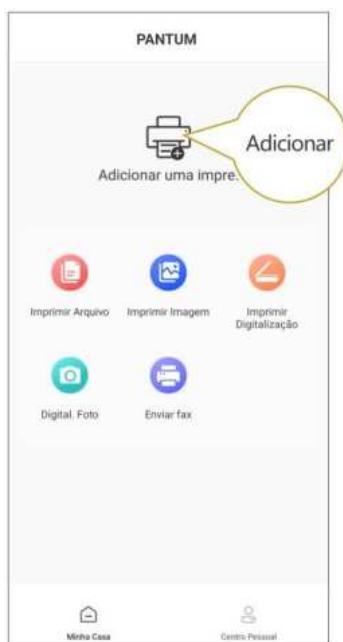 PANTUM
Adicionar
Adicionar uma impre.
Imprimir Arquivo
Imprimir Imagem
Imprimir
Digitalização
Digital. Foto
Enviar fax
Minha Casa
Centro Pessoal